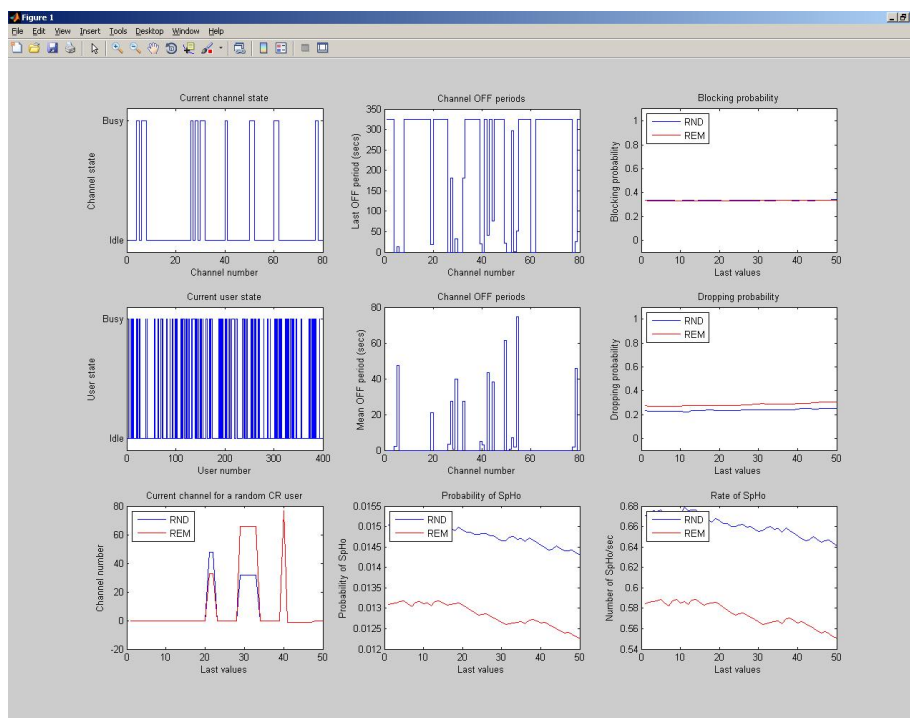 Figure 1
File Edit View Insert Tools Desktop Window Help
Current channel state
Busy
Idle
Channel state
0 20 40 60 80
Channel number
Channel OFF periods
350
300
250
200
150
100
50
0
Last OFF period (secs)
0 20 40 60 80
Channel number
Blocking probability
RND
REM
1
0.8
0.6
0.4
0.2
0
Blocking probability
0 10 20 30 40 50
Last values
Current user state
Busy
Idle
User state
0 100 200 300 400
User number
Channel OFF periods
80
60
40
20
0
Mean OFF period (secs)
0 20 40 60 80
Channel number
Dropping probability
RND
REM
1
0.8
0.6
0.4
0.2
0
Dropping probability
0 10 20 30 40 50
Last values
Current channel for a random CR user
RND
REM
80
60
40
20
0
-20
Channel number
0 10 20 30 40 50
Last values
Probability of SpHo
RND
REM
0.0155
0.015
0.0145
0.014
0.0135
0.013
0.0125
0.012
Probability of SpHo
0 10 20 30 40 50
Last values
Rate of SpHo
RND
REM
0.68
0.66
0.64
0.62
0.6
0.58
0.56
0.54
Number of SpHo/sec
0 10 20 30 40 50
Last values